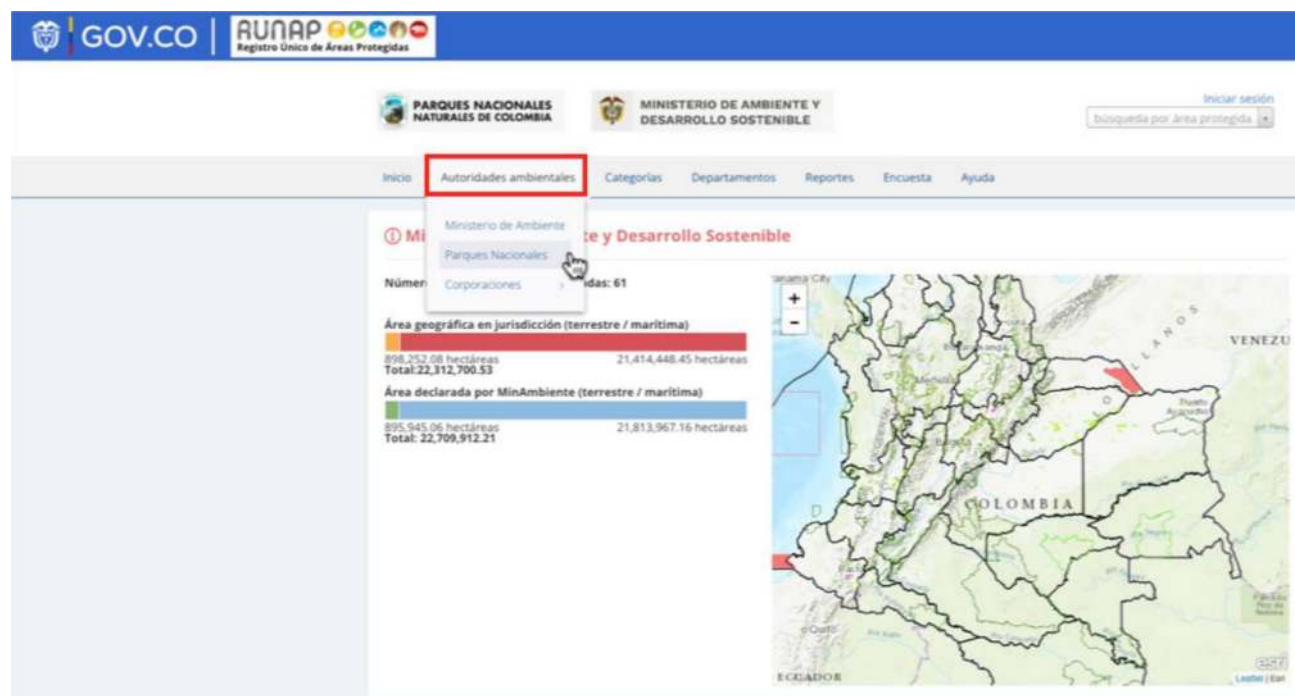 GOV.CO
RUNAP
Registro Único de Áreas Protegidas
PARQUES NACIONALES
NATURALES DE COLOMBIA
MINISTERIO DE AMBIENTE Y
DESARROLLO SOSTENIBLE
Iniciar sesión
búsqueda por área protegida
Inicio Autoridades ambientales Categorías Departamentos Reportes Encuesta Ayuda
Ministerio de Ambiente
Parques Nacionales
Corporaciones
Mi te y Desarrollo Sostenible
Númer das: 61
Área geográfica en jurisdicción (terrestre / marítima)
898,252.08 hectáreas 21,414,448.45 hectáreas
Total:22,312,700.53
Área declarada por MinAmbiente (terrestre / marítima)
895,945.06 hectáreas 21,813,967.16 hectáreas
Total: 22,709,912.21
+
-
LLANOS
VENEZU
Medellín
Puerto
COLOMBIA
Quito
ECUADOR
esri
Leaflet | Esri